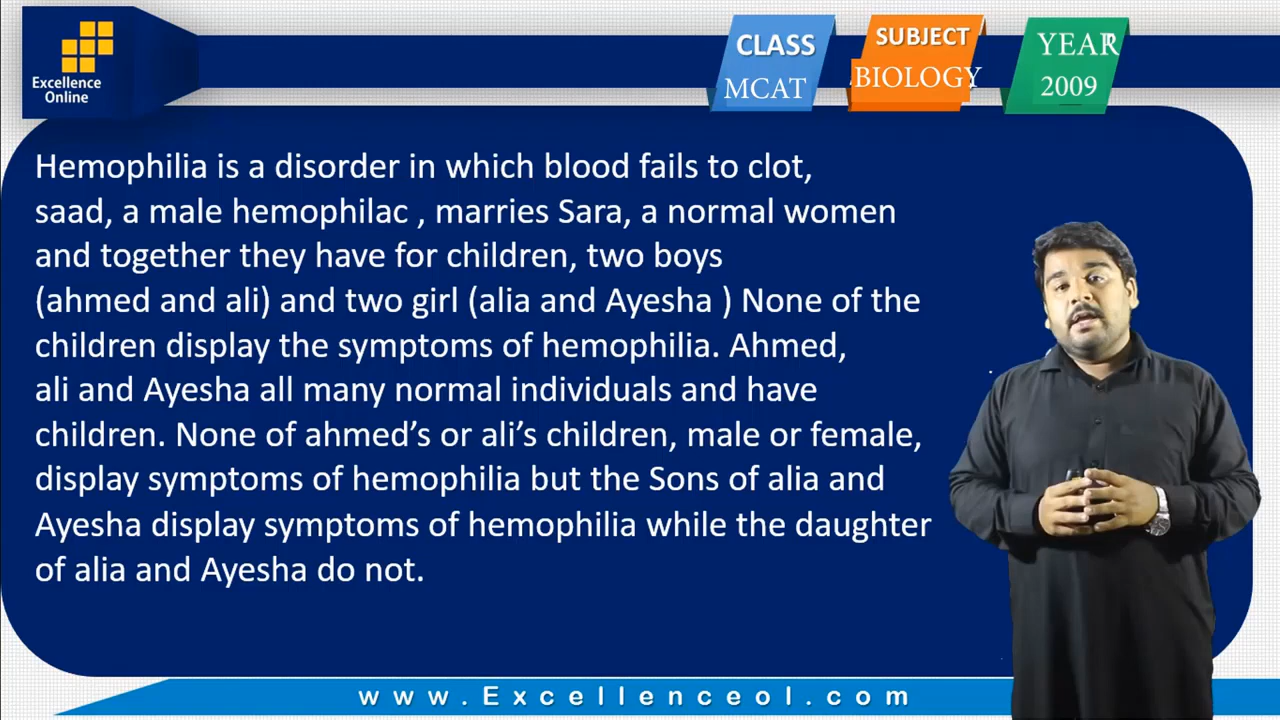 Excellence
Online
CLASS
MCAT
SUBJECT
BIOLOGY
YEAR
2009
Hemophilia is a disorder in which blood fails to clot,
saad, a male hemophilac , marries Sara, a normal women
and together they have for children, two boys
(ahmed and ali) and two girl (alia and Ayesha ) None of the
children display the symptoms of hemophilia. Ahmed,
ali and Ayesha all many normal individuals and have
children. None of ahmed’s or ali’s children, male or female,
display symptoms of hemophilia but the Sons of alia and
Ayesha display symptoms of hemophilia while the daughter
of alia and Ayesha do not.
www.Excellenceol.com